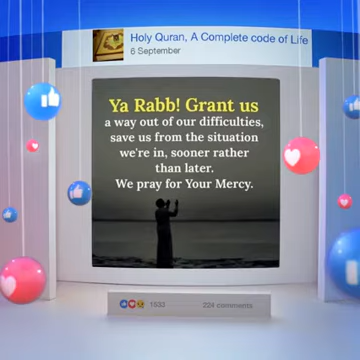 Holy Quran, A Complete code of Life
6 September
Ya Rabb! Grant us
a way out of our difficulties,
save us from the situation
we're in, sooner rather
than later.
We pray for Your Mercy.
1533
224 comments